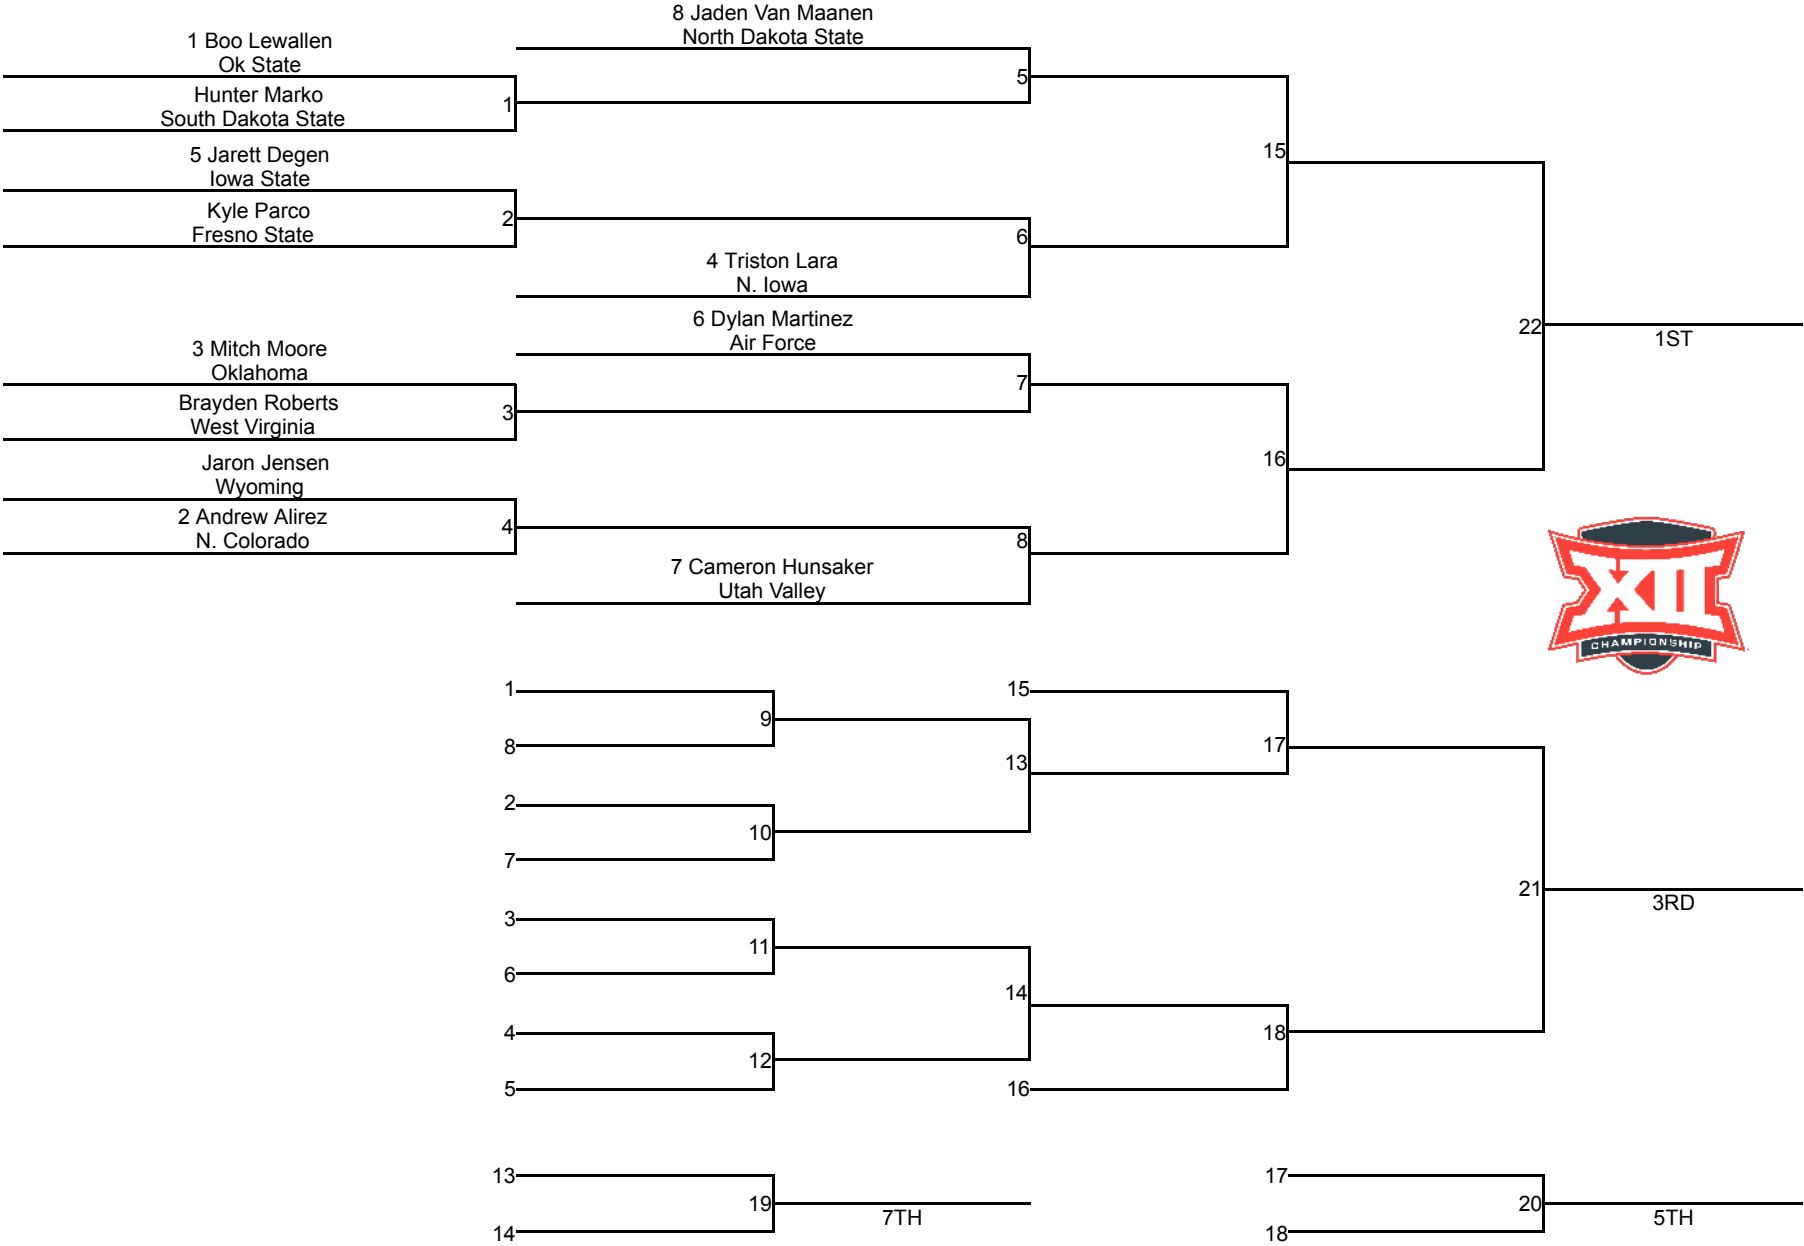 8 Jaden Van Maanen
North Dakota State
1 Boo Lewallen
Ok State
5
Hunter Marko
South Dakota State
1
5 Jarett Degen
Iowa State
15
Kyle Parco
Fresno State
2
6
4 Triston Lara
N. Iowa
6 Dylan Martinez
Air Force
22
1ST
3 Mitch Moore
Oklahoma
7
Brayden Roberts
West Virginia
3
Jaron Jensen
Wyoming
16
2 Andrew Alirez
N. Colorado
4
8
7 Cameron Hunsaker
Utah Valley
XII
CHAMPIONSHIP
1
15
9
8
17
13
2
10
7
21
3RD
3
11
6
14
4
18
12
5
16
13
17
19
7TH
20
5TH
14
18